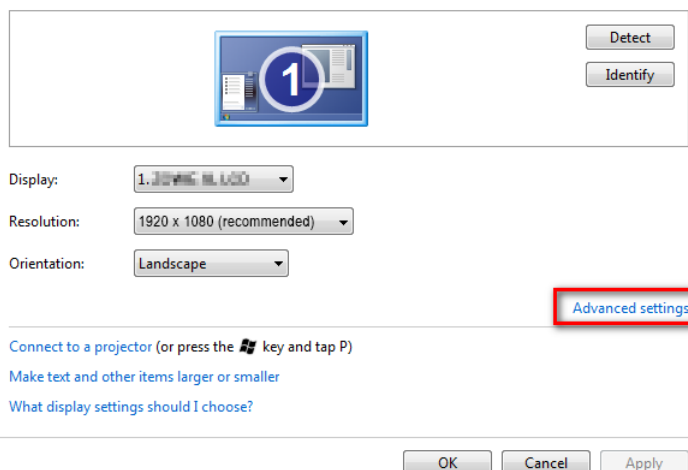 Detect
1
Identify
Display: 1.
Resolution: 1920 x 1080 (recommended)
Orientation: Landscape
Advanced settings
Connect to a projector (or press the key and tap P)
Make text and other items larger or smaller
What display settings should I choose?
OK Cancel Apply